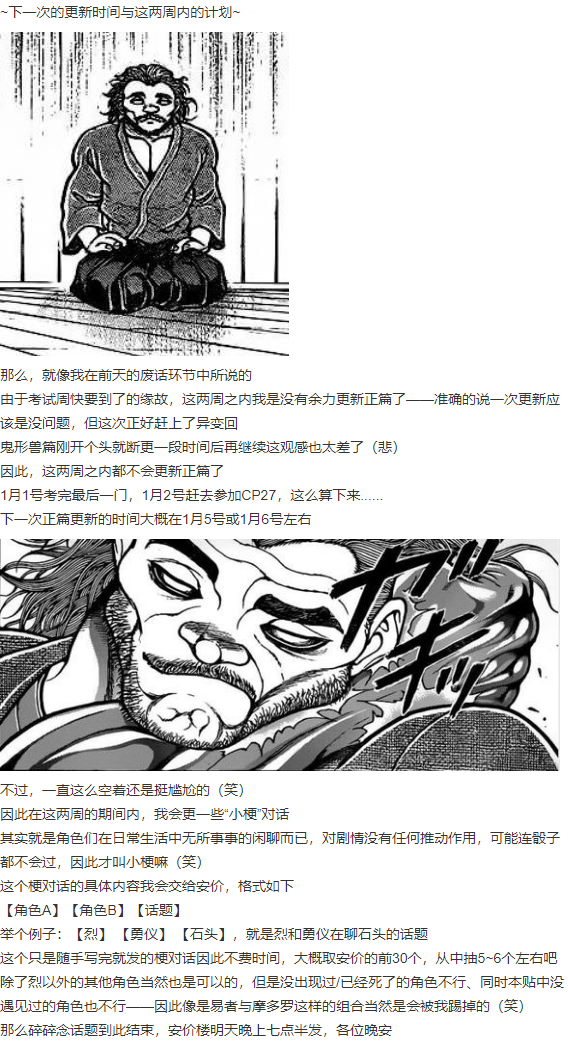 ~下一次的更新时间与这两周内的计划~
那么，就像我在前天的废话环节中所说的
由于考试周快要到了的缘故，这两周之内我是没有余力更新正篇了——准确的说一次更新应
该是没问题，但这次正好赶上了异变回
鬼形兽篇刚开个头就断更一段时间后再继续这观感也太差了（悲）
因此，这两周之内都不会更新正篇了
1月1号考完最后一门，1月2号赶去参加CP27，这么算下来......
下一次正篇更新的时间大概在1月5号或1月6号左右
ガバ
ギュッ
不过，一直这么空着还是挺尴尬的（笑）
因此在这两周的期间内，我会更一些“小梗”对话
其实就是角色们在日常生活中无所事事的闲聊而已，对剧情没有任何推动作用，可能连骰子
都不会过，因此才叫小梗嘛（笑）
这个梗对话的具体内容我会交给安价，格式如下
【角色A】【角色B】【话题】
举个例子：【烈】 【勇仪】 【石头】，就是烈和勇仪在聊石头的话题
这个只是随手写完就发的梗对话因此不费时间，大概取安价的前30个，从中抽5~6个左右吧
除了烈以外的其他角色当然也是可以的，但是没出现过/已经死了的角色不行、同时本贴中没
遇见过的角色也不行——因此像是易者与摩多罗这样的组合当然是会被我踢掉的（笑）
那么碎碎念话题到此结束，安价楼明天晚上七点半发，各位晚安